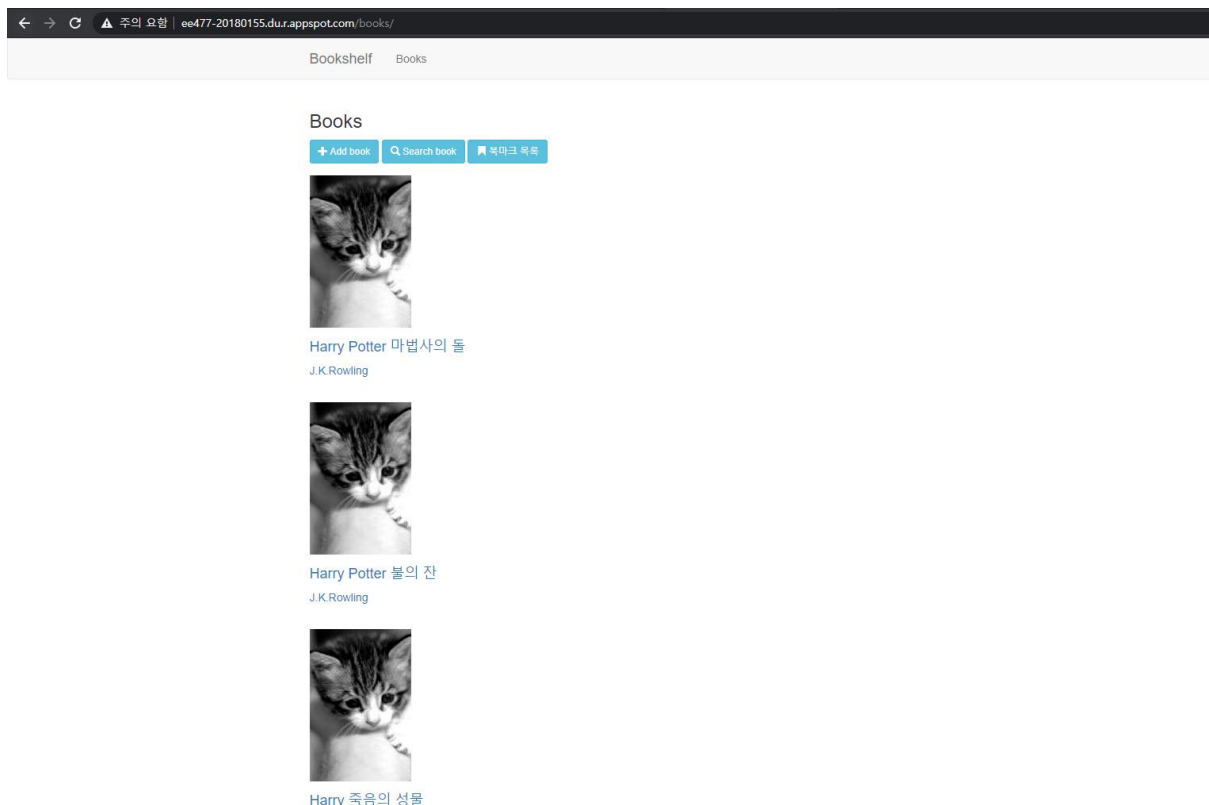 주의 요함 | ee477-20180155.du.r.appspot.com/books/
Bookshelf Books
Books
Add book Search book 북마크 목록
Harry Potter 마법사의 돌
J.K.Rowling
Harry Potter 불의 잔
J.K.Rowling
Harry 죽음의 성물